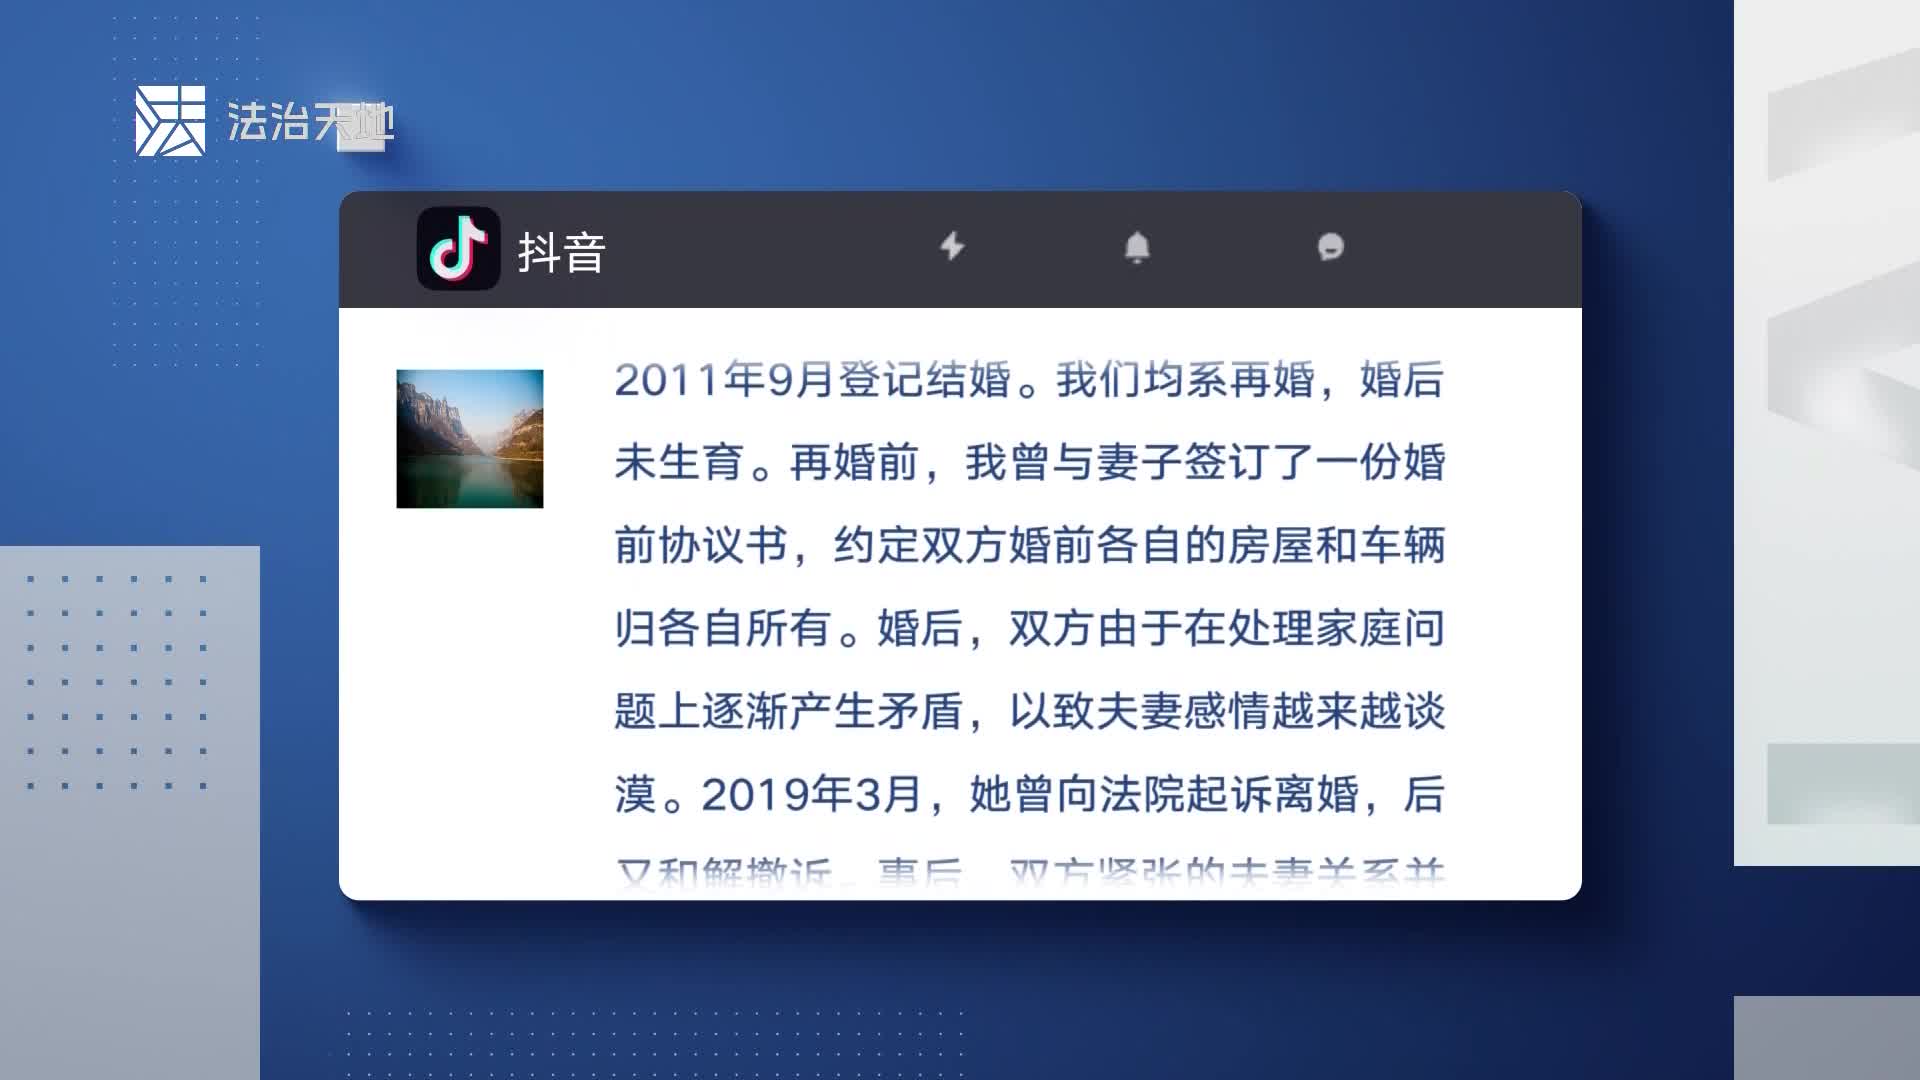 法治天地
抖音
2011年9月登记结婚。我们均系再婚，婚后
未生育。再婚前，我曾与妻子签订了一份婚
前协议书，约定双方婚前各自的房屋和车辆
归各自所有。婚后，双方由于在处理家庭问
题上逐渐产生矛盾，以致夫妻感情越来越谈
漠。2019年3月，她曾向法院起诉离婚，后
又和解撤诉。事后，双方紧张的夫妻关系并